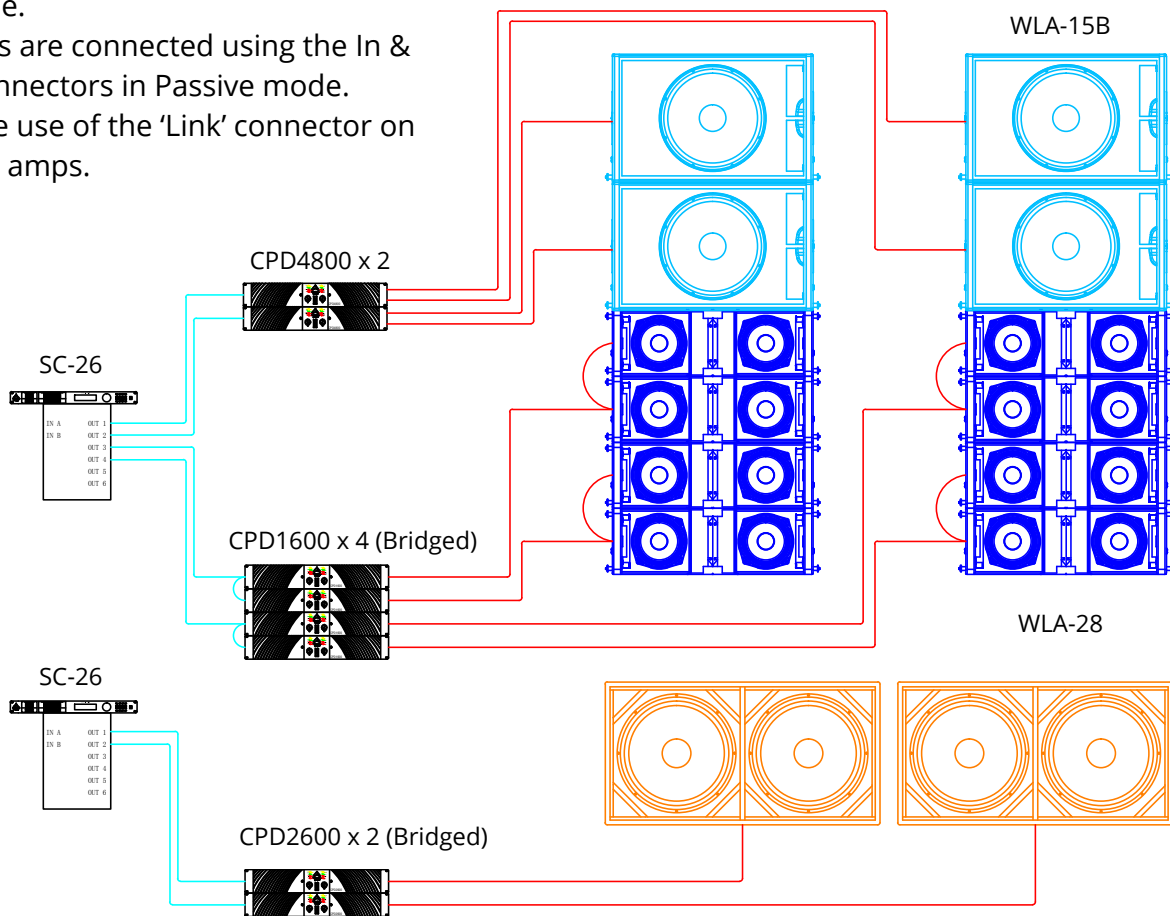 e.
s are connected using the In &
nnectors in Passive mode.
e use of the ‘Link’ connector on
amps.
WLA-15B
CPD4800 x 2
SC-26
IN A OUT 1
IN B OUT 2
OUT 3
OUT 4
OUT 5
OUT 6
CPD1600 x 4 (Bridged)
WLA-28
SC-26
IN A OUT 1
IN B OUT 2
OUT 3
OUT 4
OUT 5
OUT 6
CPD2600 x 2 (Bridged)